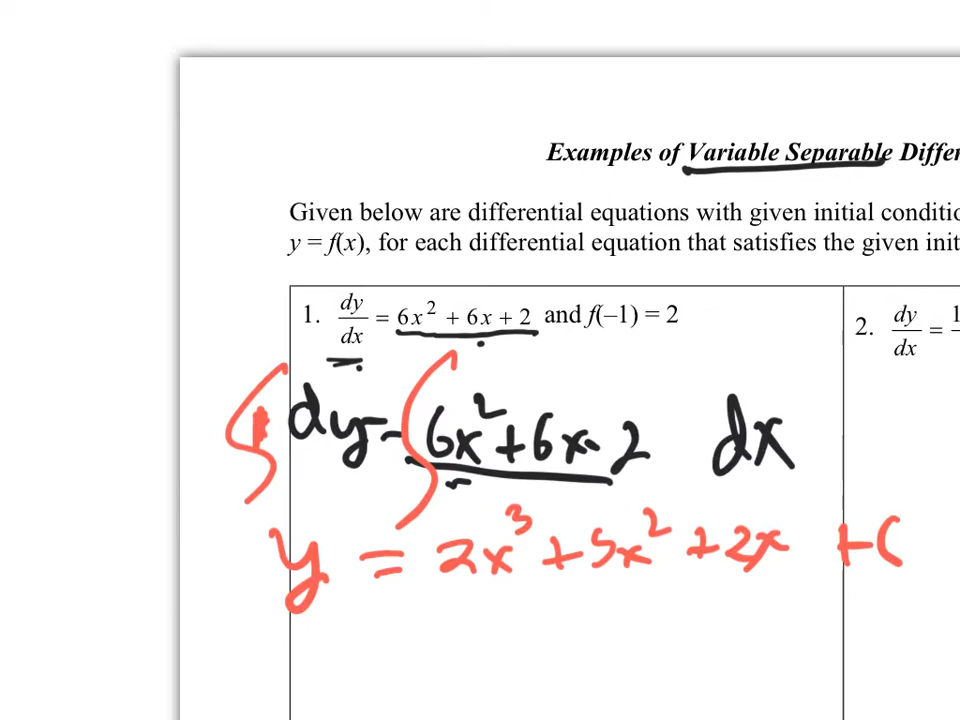 Examples of Variable Separable Differ
Given below are differential equations with given initial conditio
y = f(x), for each differential equation that satisfies the given init
1. dy/dx = 6x² + 6x + 2 and f(–1) = 2
2. dy/dx = 1
∫ dy = ∫ 6x² + 6x - 2 dx
y = 2x³ + 5x² + 2x + C